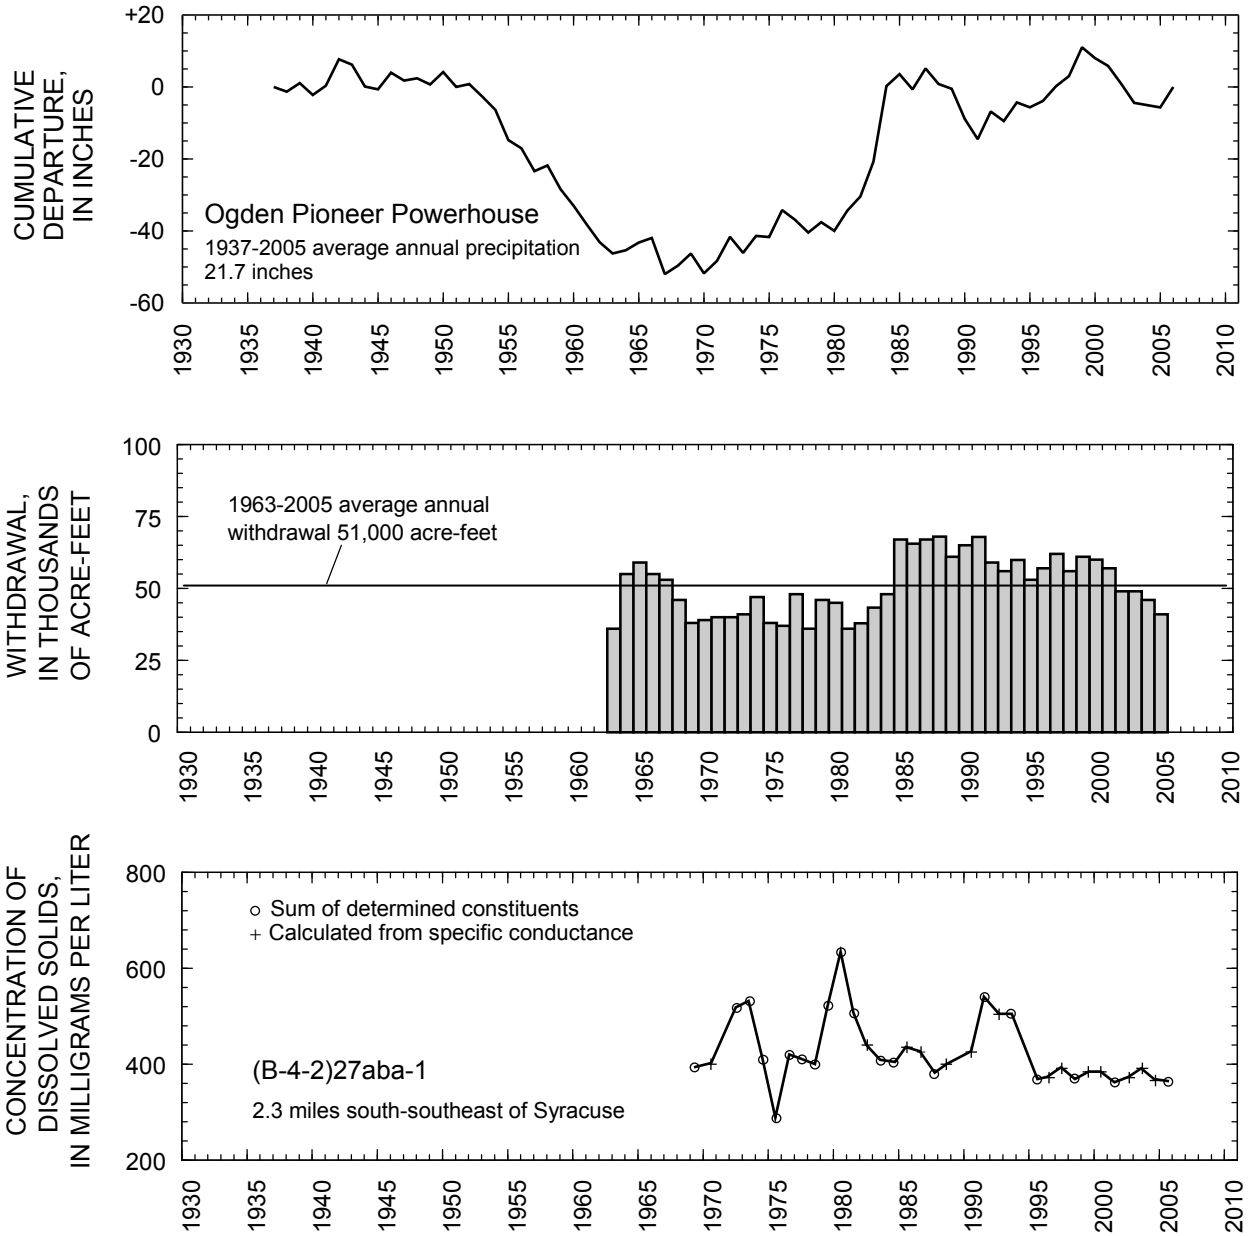 CUMULATIVE
DEPARTURE,
IN INCHES
+20
0
-20
-40
-60
Ogden Pioneer Powerhouse
1937-2005 average annual precipitation
21.7 inches
1930 1935 1940 1945 1950 1955 1960 1965 1970 1975 1980 1985 1990 1995 2000 2005 2010
WITHDRAWAL,
IN THOUSANDS
OF ACRE-FEET
100
75
50
25
0
1963-2005 average annual
withdrawal 51,000 acre-feet
1930 1935 1940 1945 1950 1955 1960 1965 1970 1975 1980 1985 1990 1995 2000 2005 2010
CONCENTRATION OF
DISSOLVED SOLIDS,
IN MILLIGRAMS PER LITER
800
600
400
200
Sum of determined constituents
Calculated from specific conductance
(B-4-2)27aba-1
2.3 miles south-southeast of Syracuse
1930 1935 1940 1945 1950 1955 1960 1965 1970 1975 1980 1985 1990 1995 2000 2005 2010